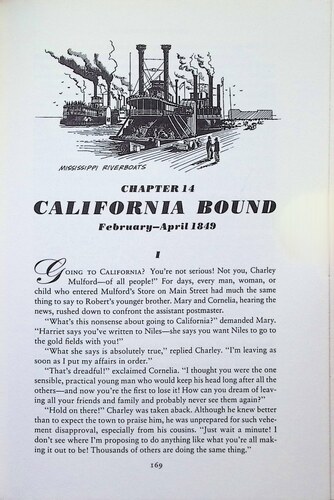 MISSISSIPPI RIVERBOATS
CHAPTER 14
CALIFORNIA BOUND
February–April 1849
I
GOING TO CALIFORNIA? You're not serious! Not you, Charley
Mulford—of all people!" For days, every man, woman, or
child who entered Mulford's Store on Main Street had much the same
thing to say to Robert's younger brother. Mary and Cornelia, hearing the
news, rushed down to confront the assistant postmaster.
"What's this nonsense about going to California?" demanded Mary.
"Harriet says you've written to Niles—she says you want Niles to go to
the gold fields with you!"
"What she says is absolutely true," replied Charley. "I'm leaving as
soon as I put my affairs in order."
"That's dreadful!" exclaimed Cornelia. "I thought you were the one
sensible, practical young man who would keep his head long after all the
others—and now you're the first to lose it! How can you dream of leav-
ing all your friends and family and probably never see them again?"
"Hold on there!" Charley was taken aback. Although he knew better
than to expect the town to praise him, he was unprepared for such vehe-
ment disapproval, especially from his cousins. "Just wait a minute! I
don't see where I'm proposing to do anything like what you're all mak-
ing it out to be! Thousands of others are doing the same thing."
169